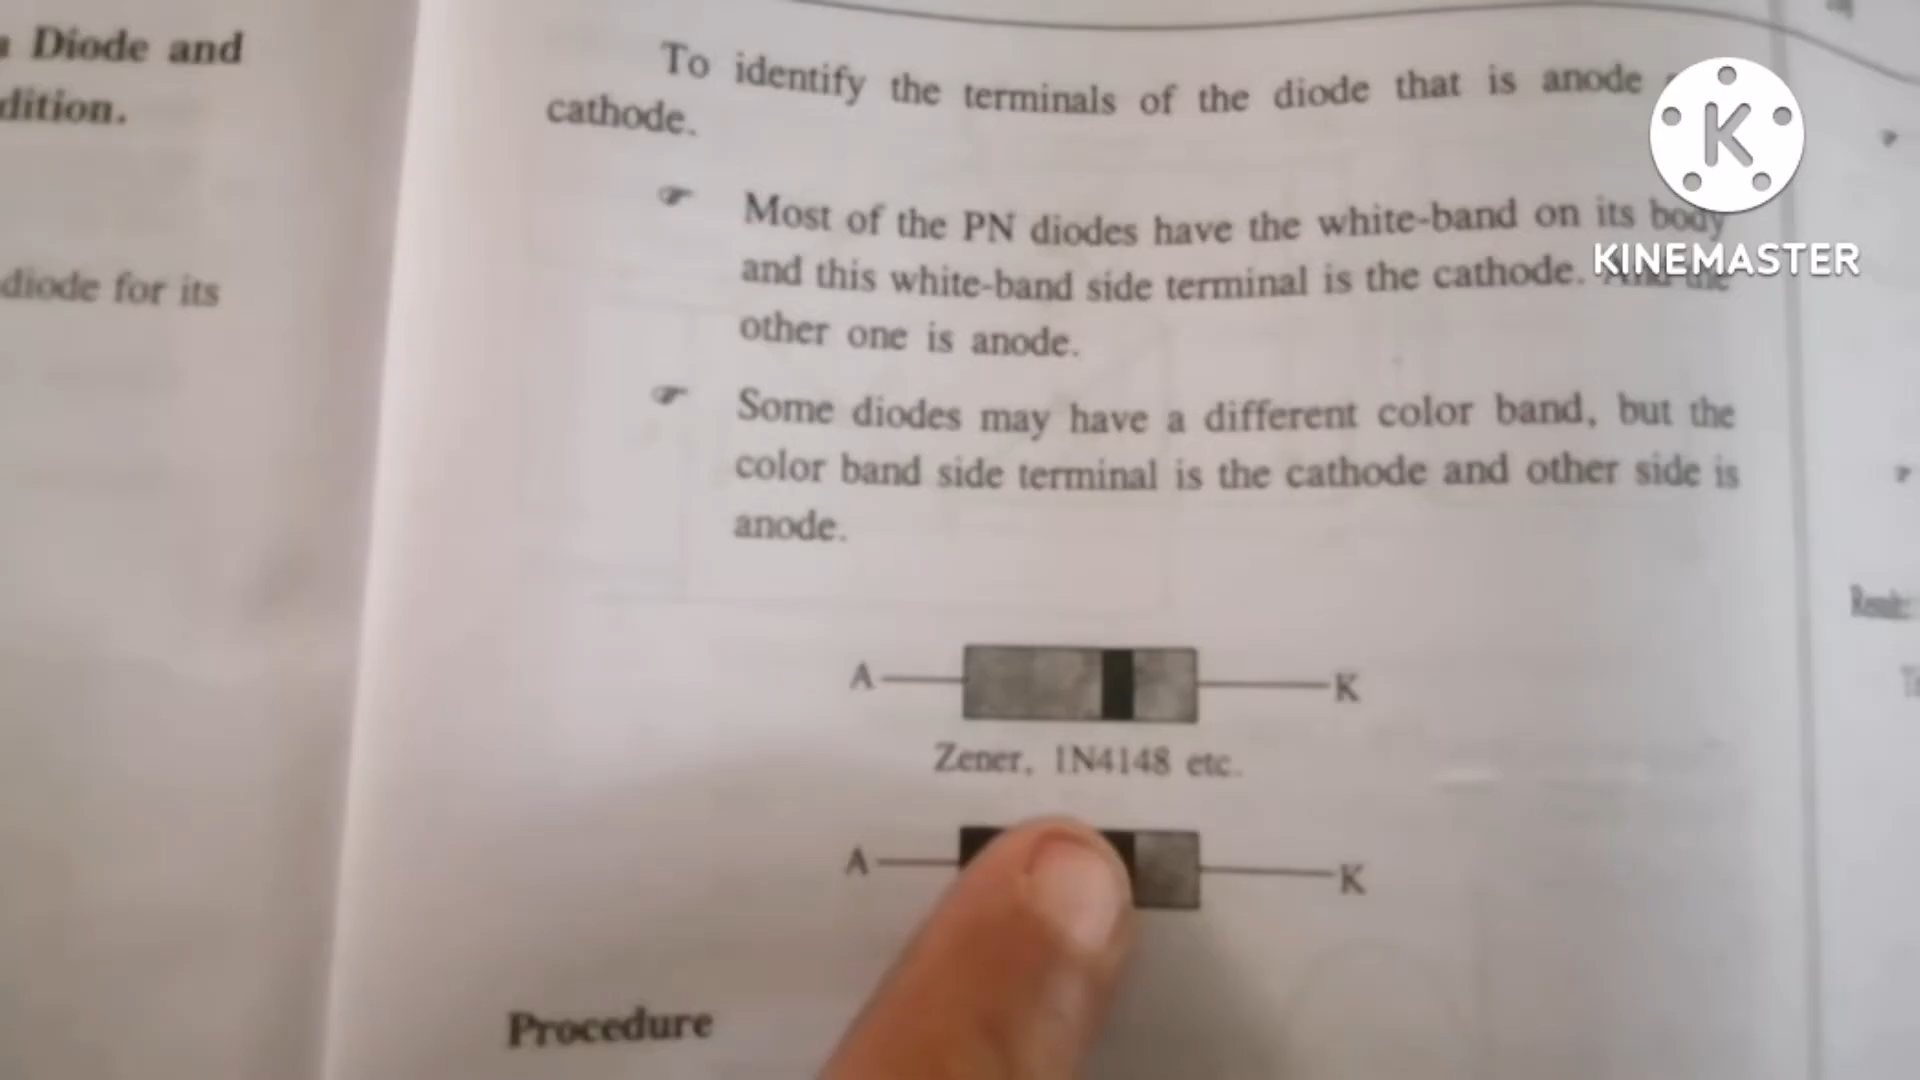 Diode and
dition.
diode for its
To identify the terminals of the diode that is anode
cathode.
Most of the PN diodes have the white-band on its body
and this white-band side terminal is the cathode. And the
other one is anode.
Some diodes may have a different color band, but the
color band side terminal is the cathode and other side is
anode.
A K
Zener, 1N4148 etc.
A K
Procedure
Result:
K
KINEMASTER